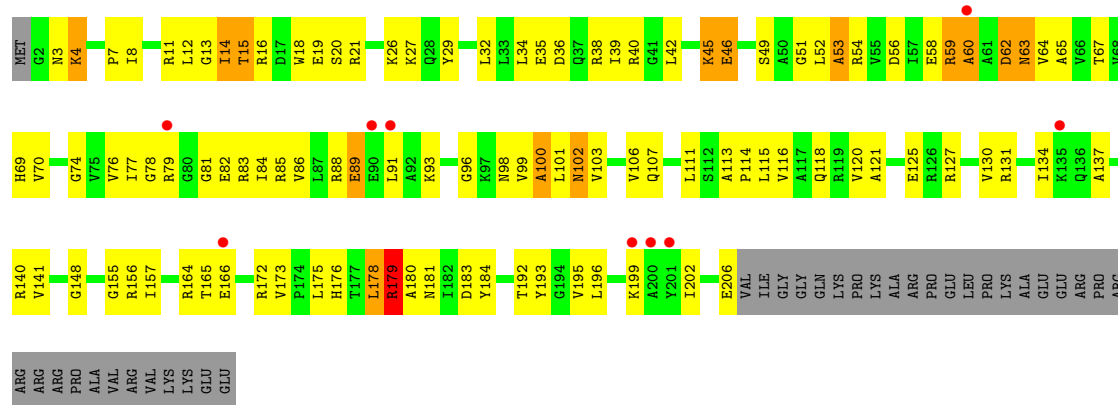 MET G2 N3 K4 P7 I8 R11 L12 G13 I14 T15 R16 D17 W18 E19 S20 R21 K26 K27 Q28 Y29 L32 L33 L34 E35 D36 Q37 R38 I39 R40 G41 L42 K45 E46 S49 A50 G51 L52 A53 R54 V55 D56 I57 E58 R59 A60 A61 D62 N63 V64 A65 V66 T67 V68
H69 V70 G74 V75 V76 I77 G78 R79 G80 G81 E82 R83 I84 R85 V86 L87 R88 E89 E90 L91 A92 K93 G96 K97 N98 V99 A100 L101 N102 V103 V106 Q107 L111 S112 A113 P114 L115 V116 A117 Q118 R119 V120 A121 E125 R126 R127 V130 R131 I134 K135 Q136 A137
R140 V141 G148 G155 R156 I157 R164 T165 E166 R172 V173 P174 L175 H176 T177 L178 R179 A180 N181 I182 D183 Y184 T192 Y193 G194 V195 L196 K199 A200 Y201 I202 E206 VAL ILE GLY GLY GLN LYS PRO LYS ALA ARG PRO GLU LEU PRO LYS ALA GLU GLU ARG PRO ARG
ARG ARG ARG PRO ALA VAL ARG VAL LYS LYS GLU GLU